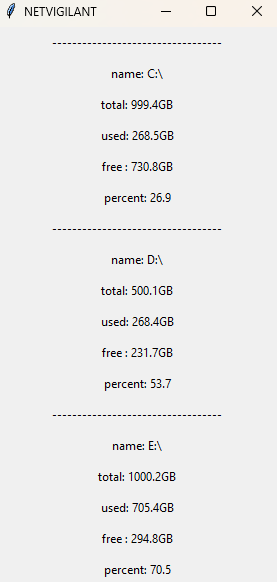 NETVIGILANT
----------------------------------
name: C:\
total: 999.4GB
used: 268.5GB
free : 730.8GB
percent: 26.9
----------------------------------
name: D:\
total: 500.1GB
used: 268.4GB
free : 231.7GB
percent: 53.7
----------------------------------
name: E:\
total: 1000.2GB
used: 705.4GB
free : 294.8GB
percent: 70.5